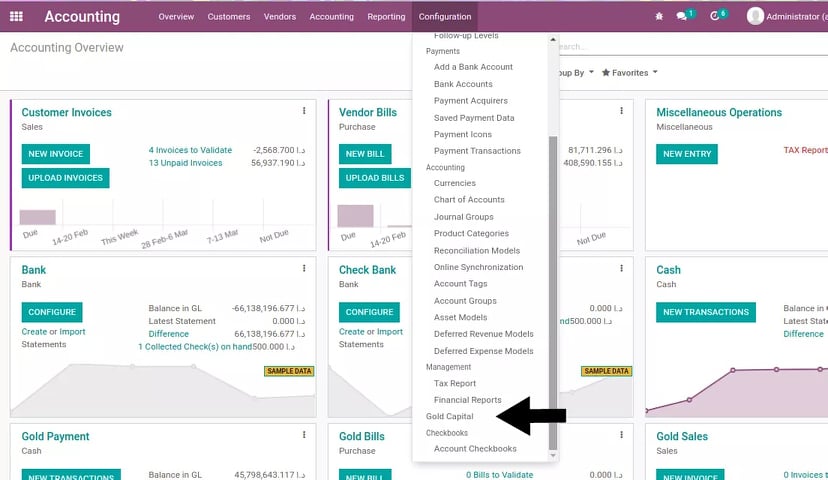 Accounting
Overview
Customers
Vendors
Accounting
Reporting
Configuration
1
6
Administrator (a
Accounting Overview
earch...
oup By
Favorites
Follow-up Levels
Payments
Add a Bank Account
Bank Accounts
Payment Acquirers
Saved Payment Data
Payment Icons
Payment Transactions
Accounting
Currencies
Chart of Accounts
Journal Groups
Product Categories
Reconciliation Models
Online Synchronization
Account Tags
Account Groups
Asset Models
Deferred Revenue Models
Deferred Expense Models
Management
Tax Report
Financial Reports
Gold Capital
Checkbooks
Account Checkbooks
Customer Invoices
Sales
NEW INVOICE
UPLOAD INVOICES
4 Invoices to Validate
-2,568.700 د.ا
13 Unpaid Invoices
56,937.190 د.ا
Due
14-20 Feb
This Week
28 Feb-6 Mar
7-13 Mar
Not Due
Vendor Bills
Purchase
NEW BILL
UPLOAD BILLS
81,711.296 د.ا
408,590.155 د.ا
Due
14-20 Feb
Not Due
Miscellaneous Operations
Miscellaneous
NEW ENTRY
TAX Report
Bank
Bank
CONFIGURE
Create or Import
Statements
Balance in GL
-66,138,196.677 د.ا
Latest Statement
0.000 د.ا
Difference
66,138,196.677 د.ا
1 Collected Check(s) on hand
500.000 د.ا
SAMPLE DATA
Check Bank
Bank
CONFIGURE
Create or Import
Statements
0.000 د.ا
nd
500.000 د.ا
SAMPLE DATA
Cash
Cash
NEW TRANSACTIONS
Balance in G
Latest State
Difference
Gold Payment
Cash
NEW TRANSACTIONS
Balance in GL
45,798,643.117 د.ا
Gold Bills
Purchase
NEW BILL
0 Bills to Validate
0.000 د.ا
Gold Sales
Sales
NEW INVOICE
0 Invoices t